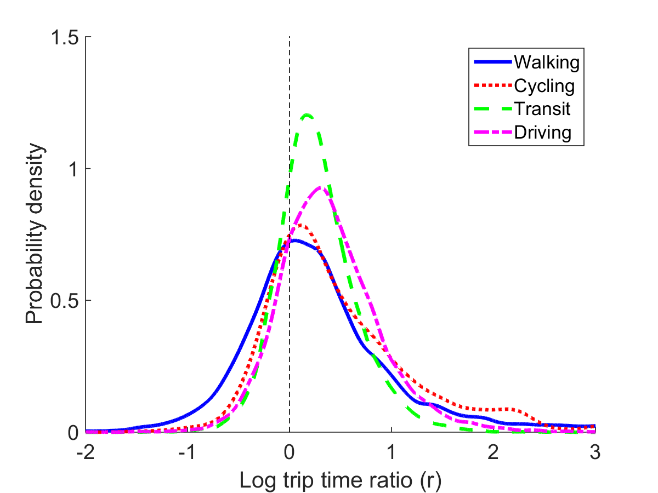 1.5
1
0.5
0
Probability density
-2
-1
0
1
2
3
Log trip time ratio (r)
Walking
Cycling
Transit
Driving